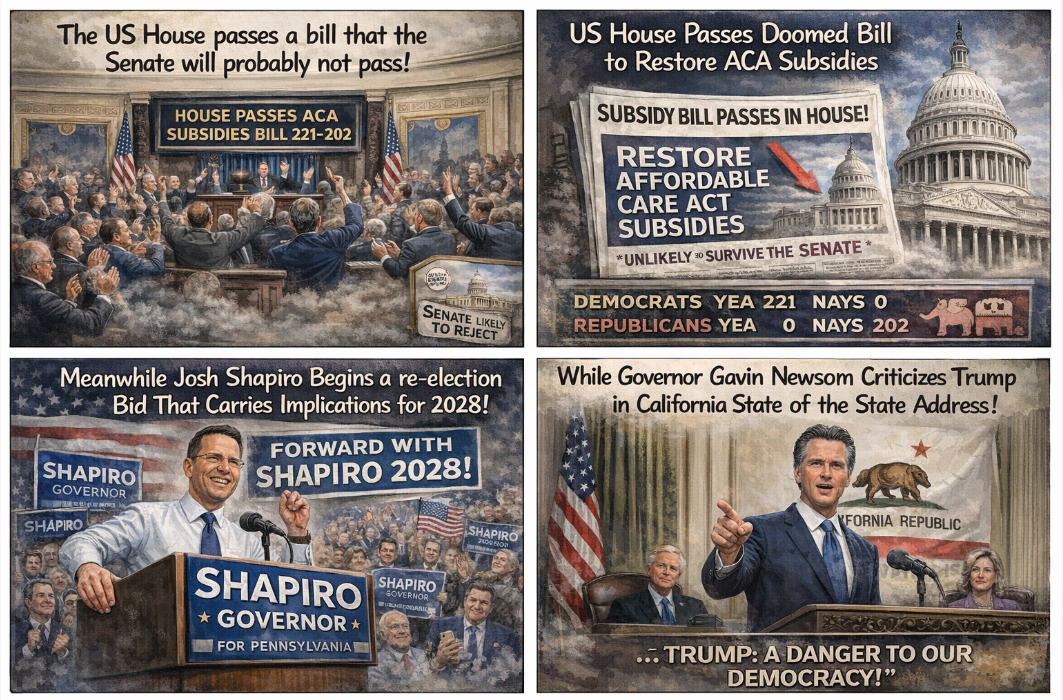 The US House passes a bill that the
Senate will probably not pass!
HOUSE PASSES ACA
SUBSIDIES BILL 221-202
SENATE LIKELY
TO REJECT
US House Passes Doomed Bill
to Restore ACA Subsidies
SUBSIDY BILL PASSES IN HOUSE!
RESTORE
AFFORDABLE
CARE ACT
SUBSIDIES
*UNLIKELY TO SURVIVE THE SENATE*
DEMOCRATS YEA 221 NAYS 0
REPUBLICANS YEA 0 NAYS 202
Meanwhile Josh Shapiro Begins a re-election
Bid That Carries Implications for 2028!
FORWARD WITH
SHAPIRO 2028!
SHAPIRO
GOVERNOR
SHAPIRO
SHAPIRO
SHAPIRO
GOVERNOR
SHAPIRO
GOVERNOR
FOR PENNSYLVANIA
While Governor Gavin Newsom Criticizes Trump
in California State of the State Address!
IFORNIA REPUBLIC
... TRUMP: A DANGER TO OUR
DEMOCRACY!”